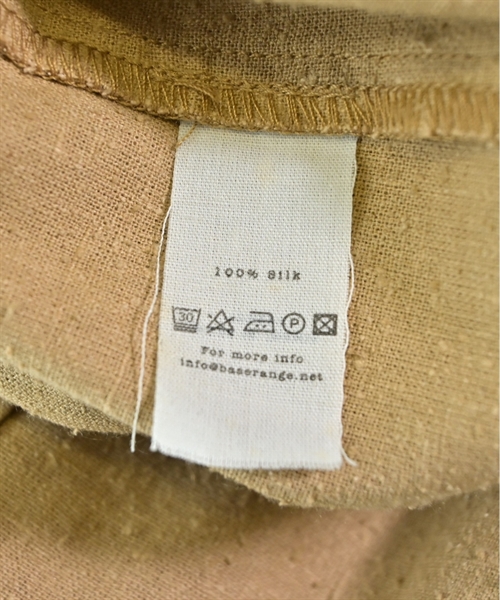 100% Silk
30 P
For more info
info@baserange.net